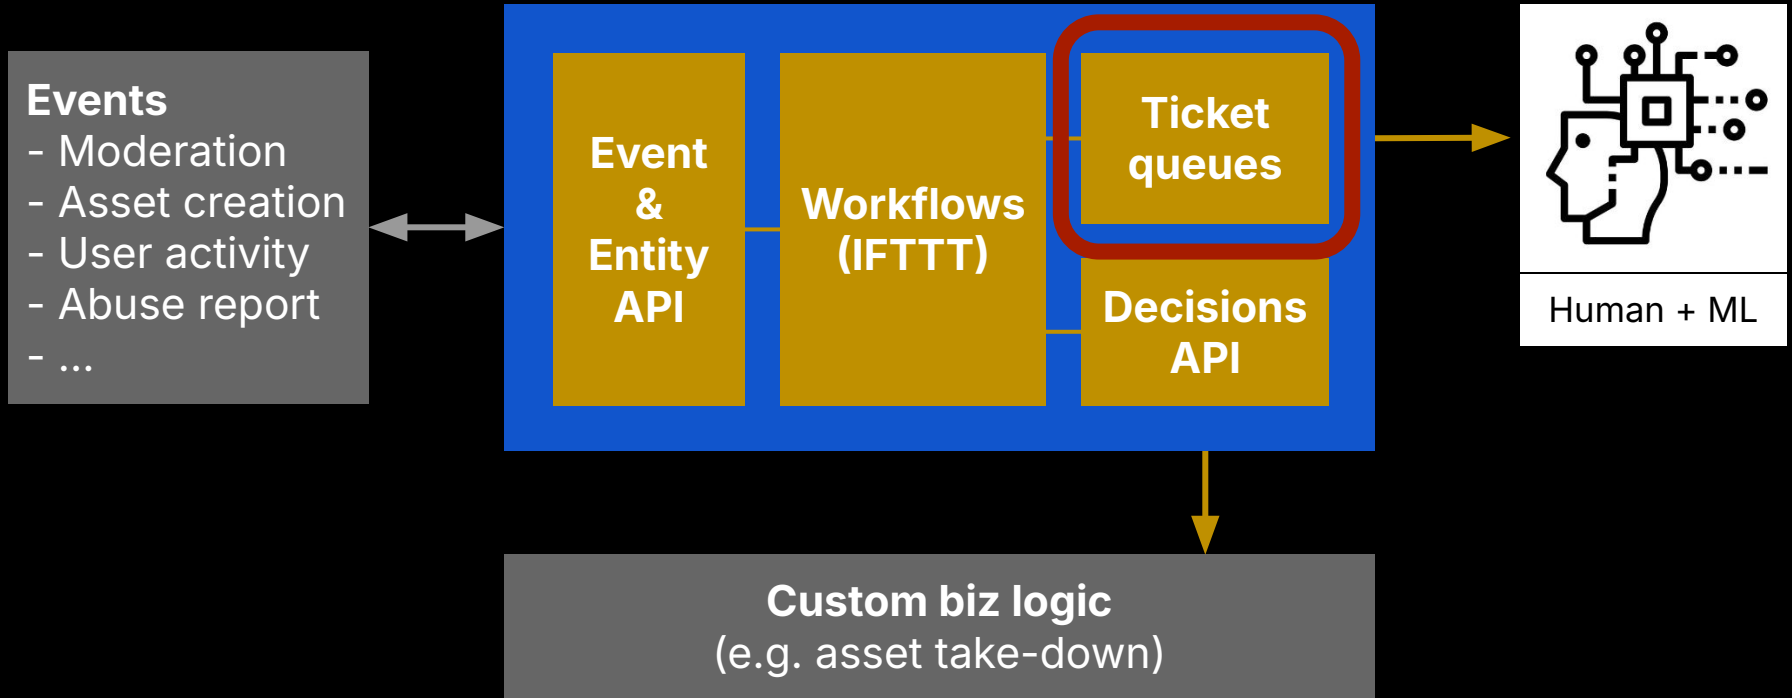 Events
- Moderation
- Asset creation
- User activity
- Abuse report
- ...
Event
&
Entity
API
Workflows
(IFTTT)
Ticket
queues
Decisions
API
Human + ML
Custom biz logic
(e.g. asset take-down)